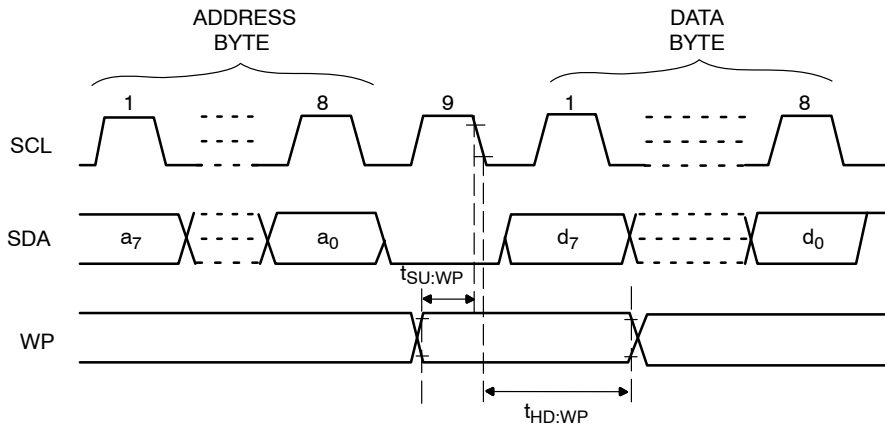 ADDRESS
BYTE
DATA
BYTE
1
8
9
1
8
SCL
SDA
a7
a0
d7
d0
tSU:WP
WP
tHD:WP